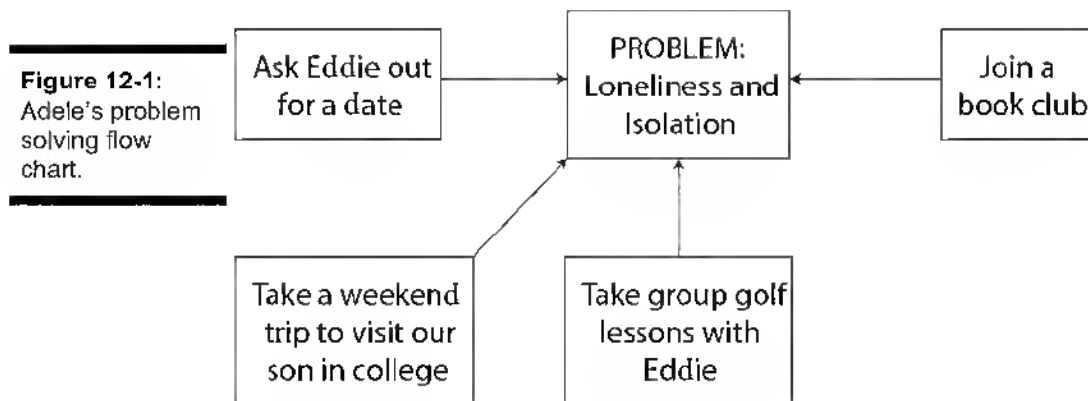 Figure 12-1:
Adele's problem
solving flow
chart.
Ask Eddie out
for a date
PROBLEM:
Loneliness and
Isolation
Join a
book club
Take a weekend
trip to visit our
son in college
Take group golf
lessons with
Eddie